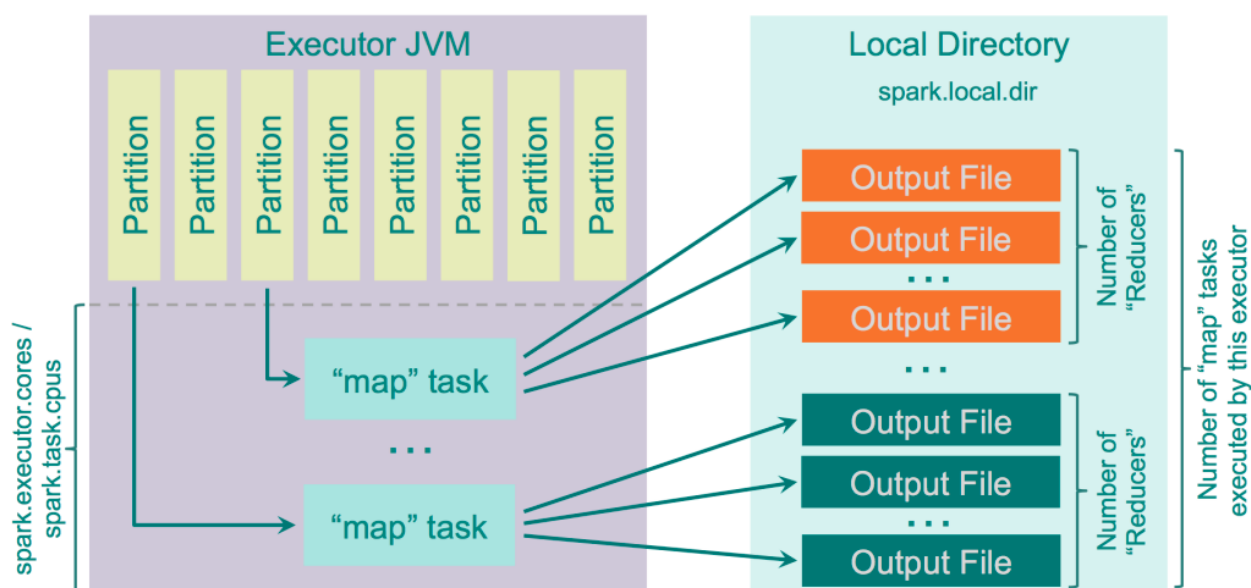 Executor JVM
Partition
Partition
Partition
Partition
Partition
Partition
Partition
Partition
spark.executor.cores /
spark.task.cpus
“map” task
...
“map” task
Local Directory
spark.local.dir
Output File
Output File
...
Output File
Number of
“Reducers”
...
Output File
Output File
...
Output File
Number of
“Reducers”
Number of “map” tasks
executed by this executor